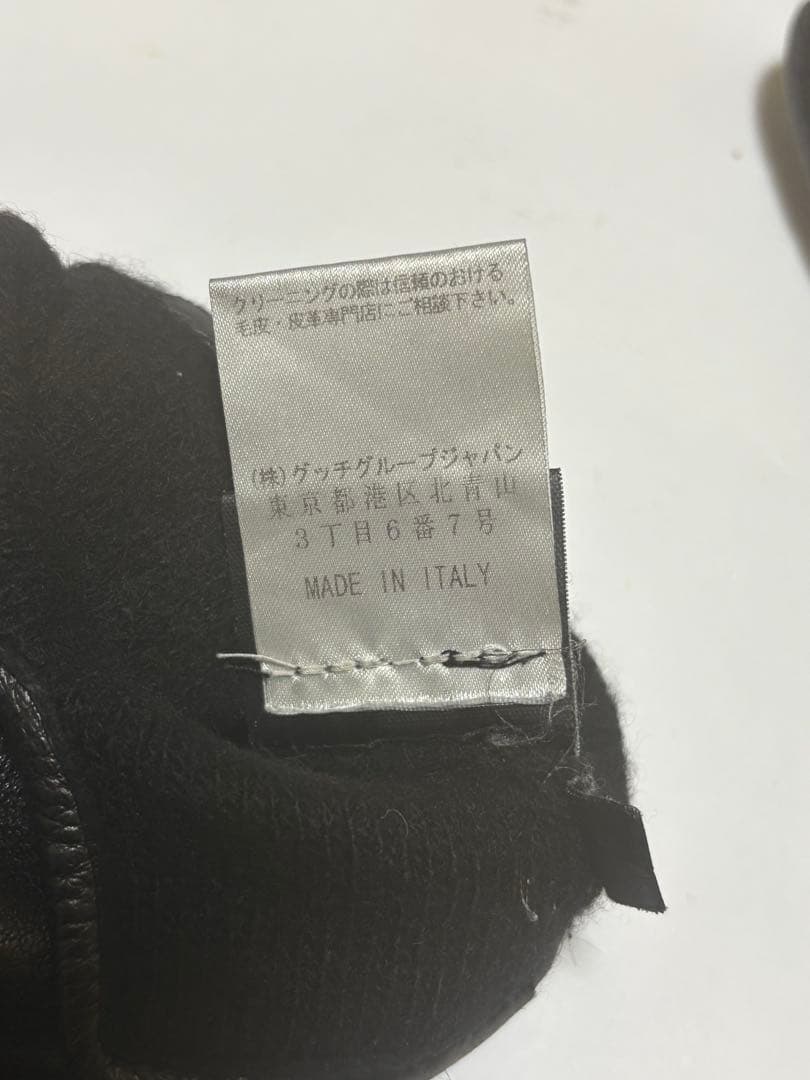 クリーニングの際は信頼のおける
毛皮・皮革専門店にご相談下さい。
(株)グッチグループジャパン
東京都港区北青山
3丁目6番7号
MADE IN ITALY